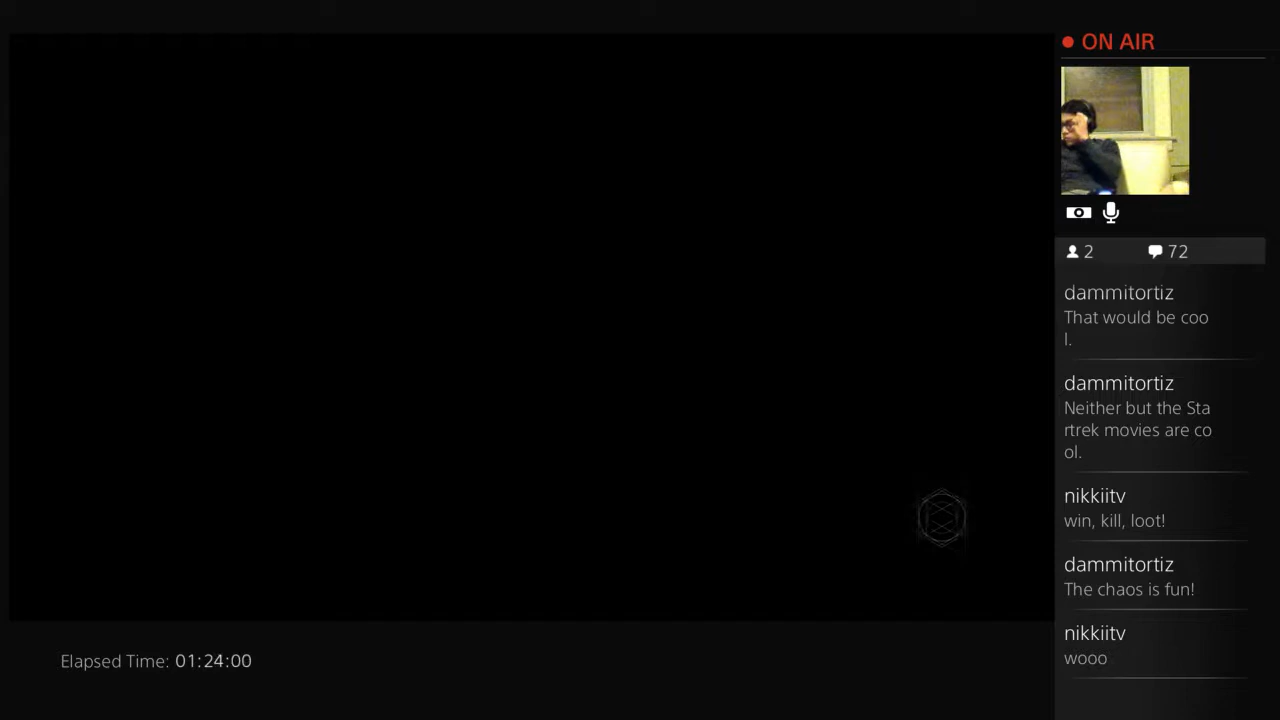 ON AIR
2 72
dammitortiz
That would be coo
l.
dammitortiz
Neither but the Sta
rtrek movies are co
ol.
nikkiitv
win, kill, loot!
dammitortiz
The chaos is fun!
nikkiitv
wooo
Elapsed Time: 01:24:00